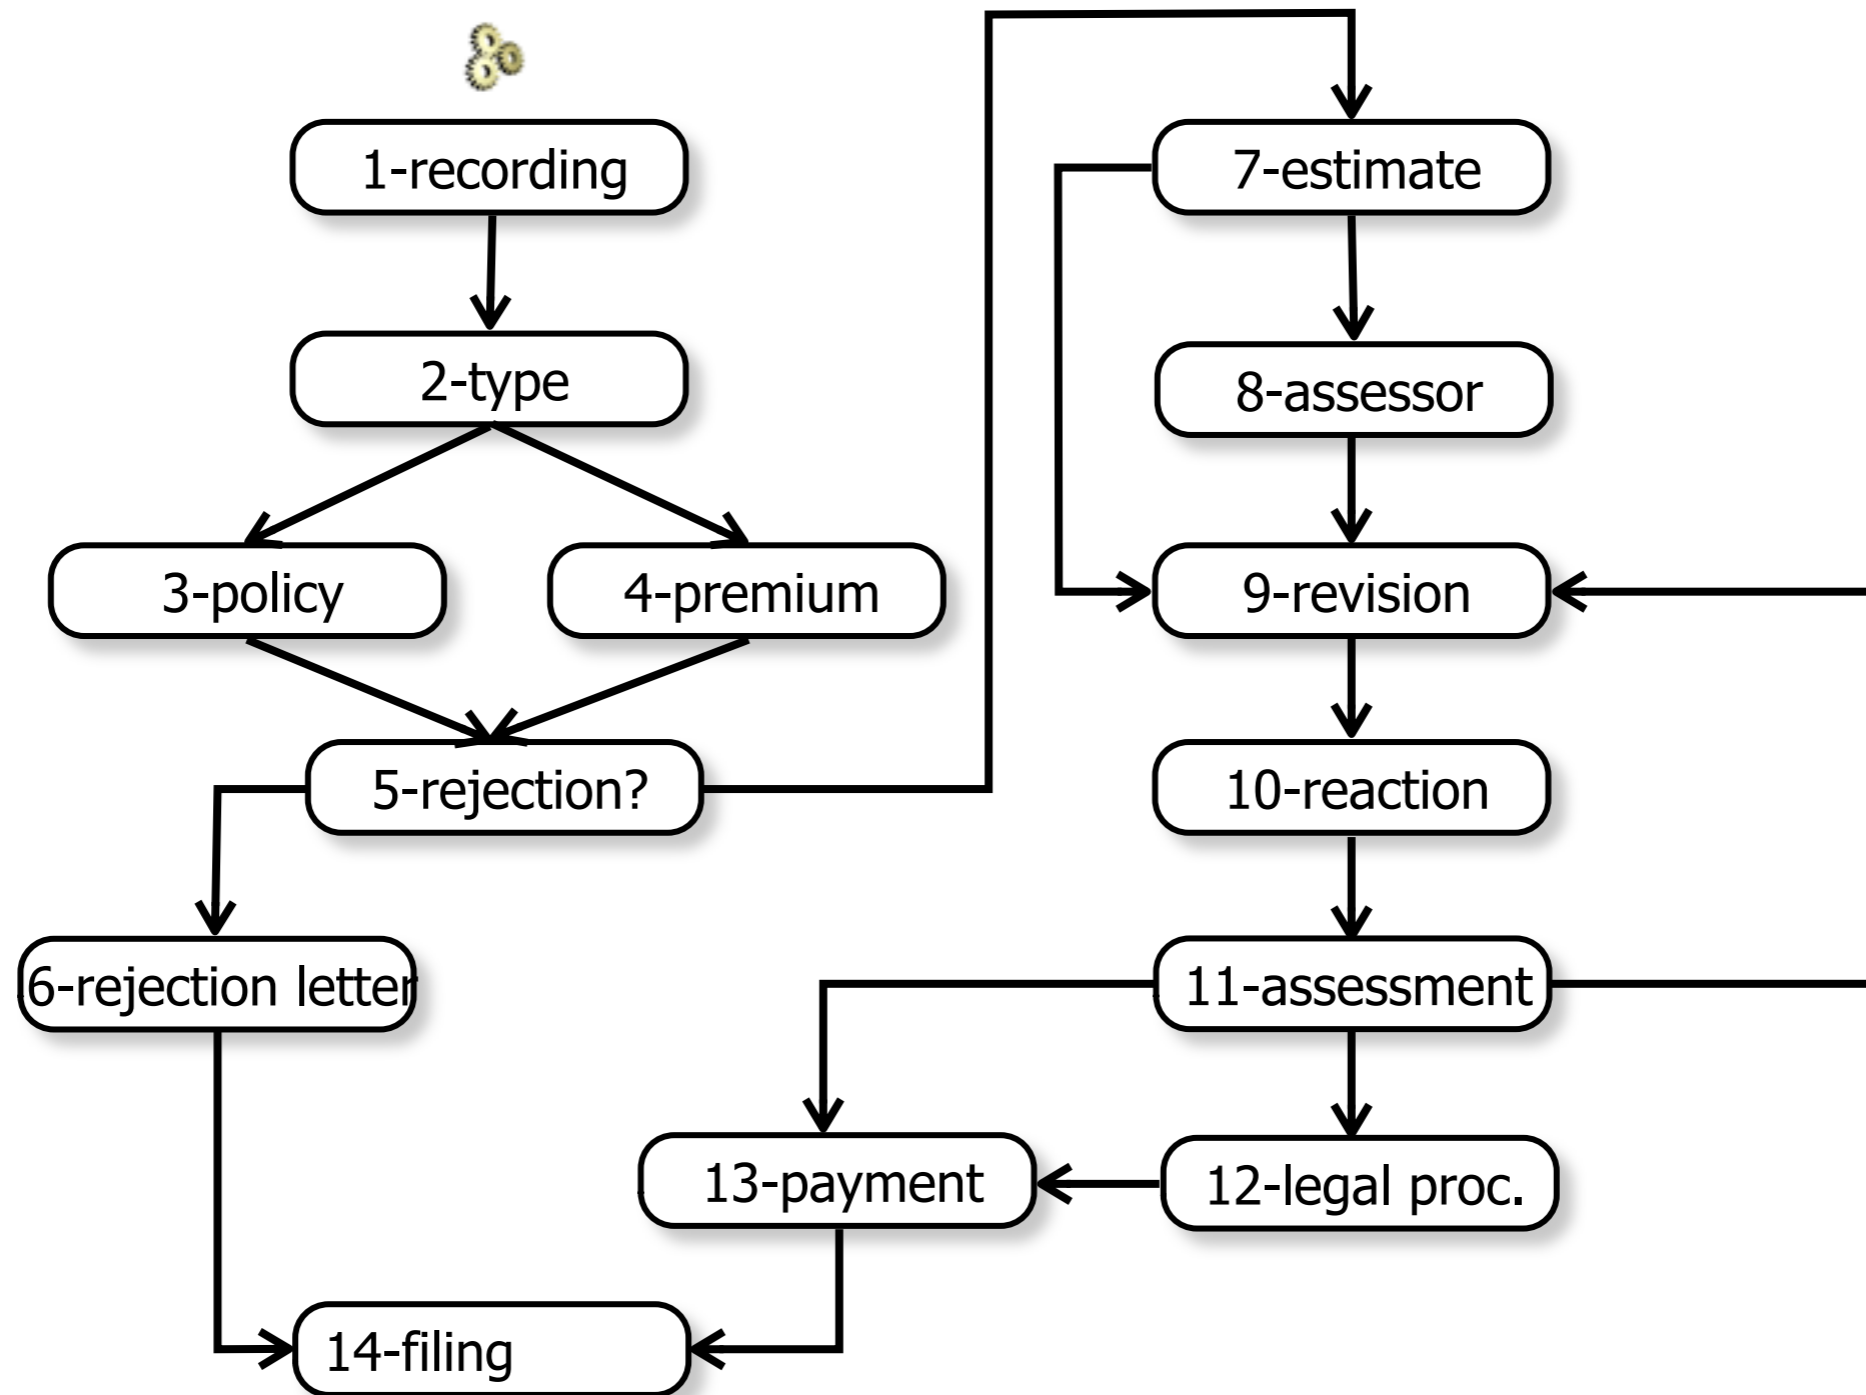 1-recording
2-type
3-policy
4-premium
5-rejection?
6-rejection letter
7-estimate
8-assessor
9-revision
10-reaction
11-assessment
12-legal proc.
13-payment
14-filing